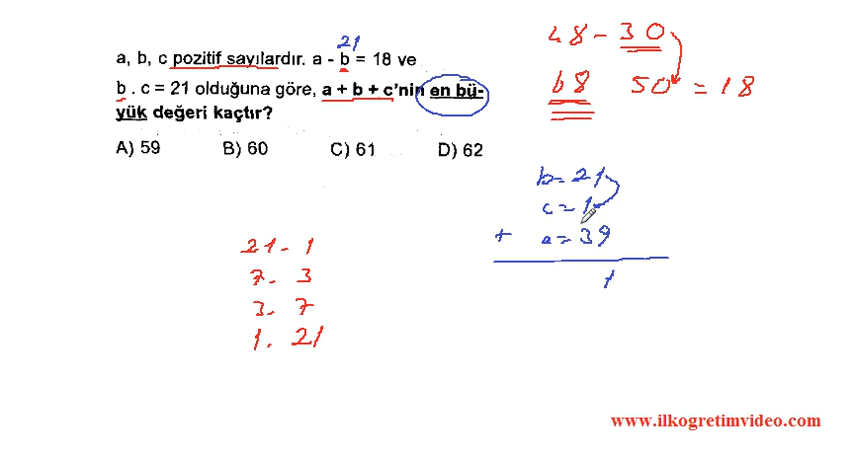 21
a, b, c pozitif sayılardır. a - b = 18 ve
b . c = 21 olduğuna göre, a + b + c'nin en bü-
yük değeri kaçtır?
A) 59 B) 60 C) 61 D) 62
48 - 30
68 50 = 18
b = 21
c = 1
+ a = 39
1
21 - 1
7 - 3
3 - 7
1 . 21
www.ilkogretimvideo.com